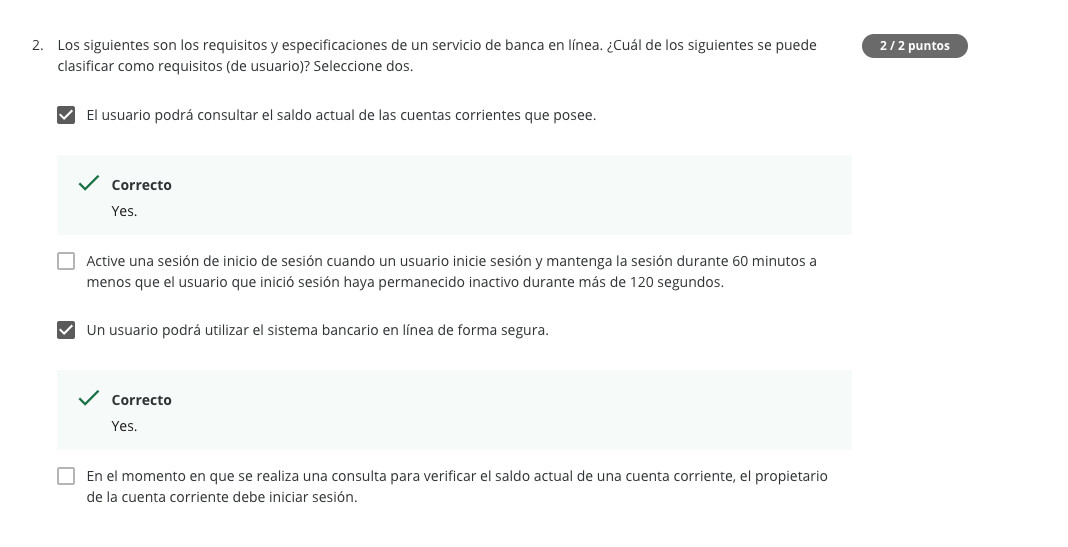 2. Los siguientes son los requisitos y especificaciones de un servicio de banca en línea. ¿Cuál de los siguientes se puede
clasificar como requisitos (de usuario)? Seleccione dos.
2 / 2 puntos
El usuario podrá consultar el saldo actual de las cuentas corrientes que posee.
Correcto
Yes.
Active una sesión de inicio de sesión cuando un usuario inicie sesión y mantenga la sesión durante 60 minutos a
menos que el usuario que inició sesión haya permanecido inactivo durante más de 120 segundos.
Un usuario podrá utilizar el sistema bancario en línea de forma segura.
Correcto
Yes.
En el momento en que se realiza una consulta para verificar el saldo actual de una cuenta corriente, el propietario
de la cuenta corriente debe iniciar sesión.